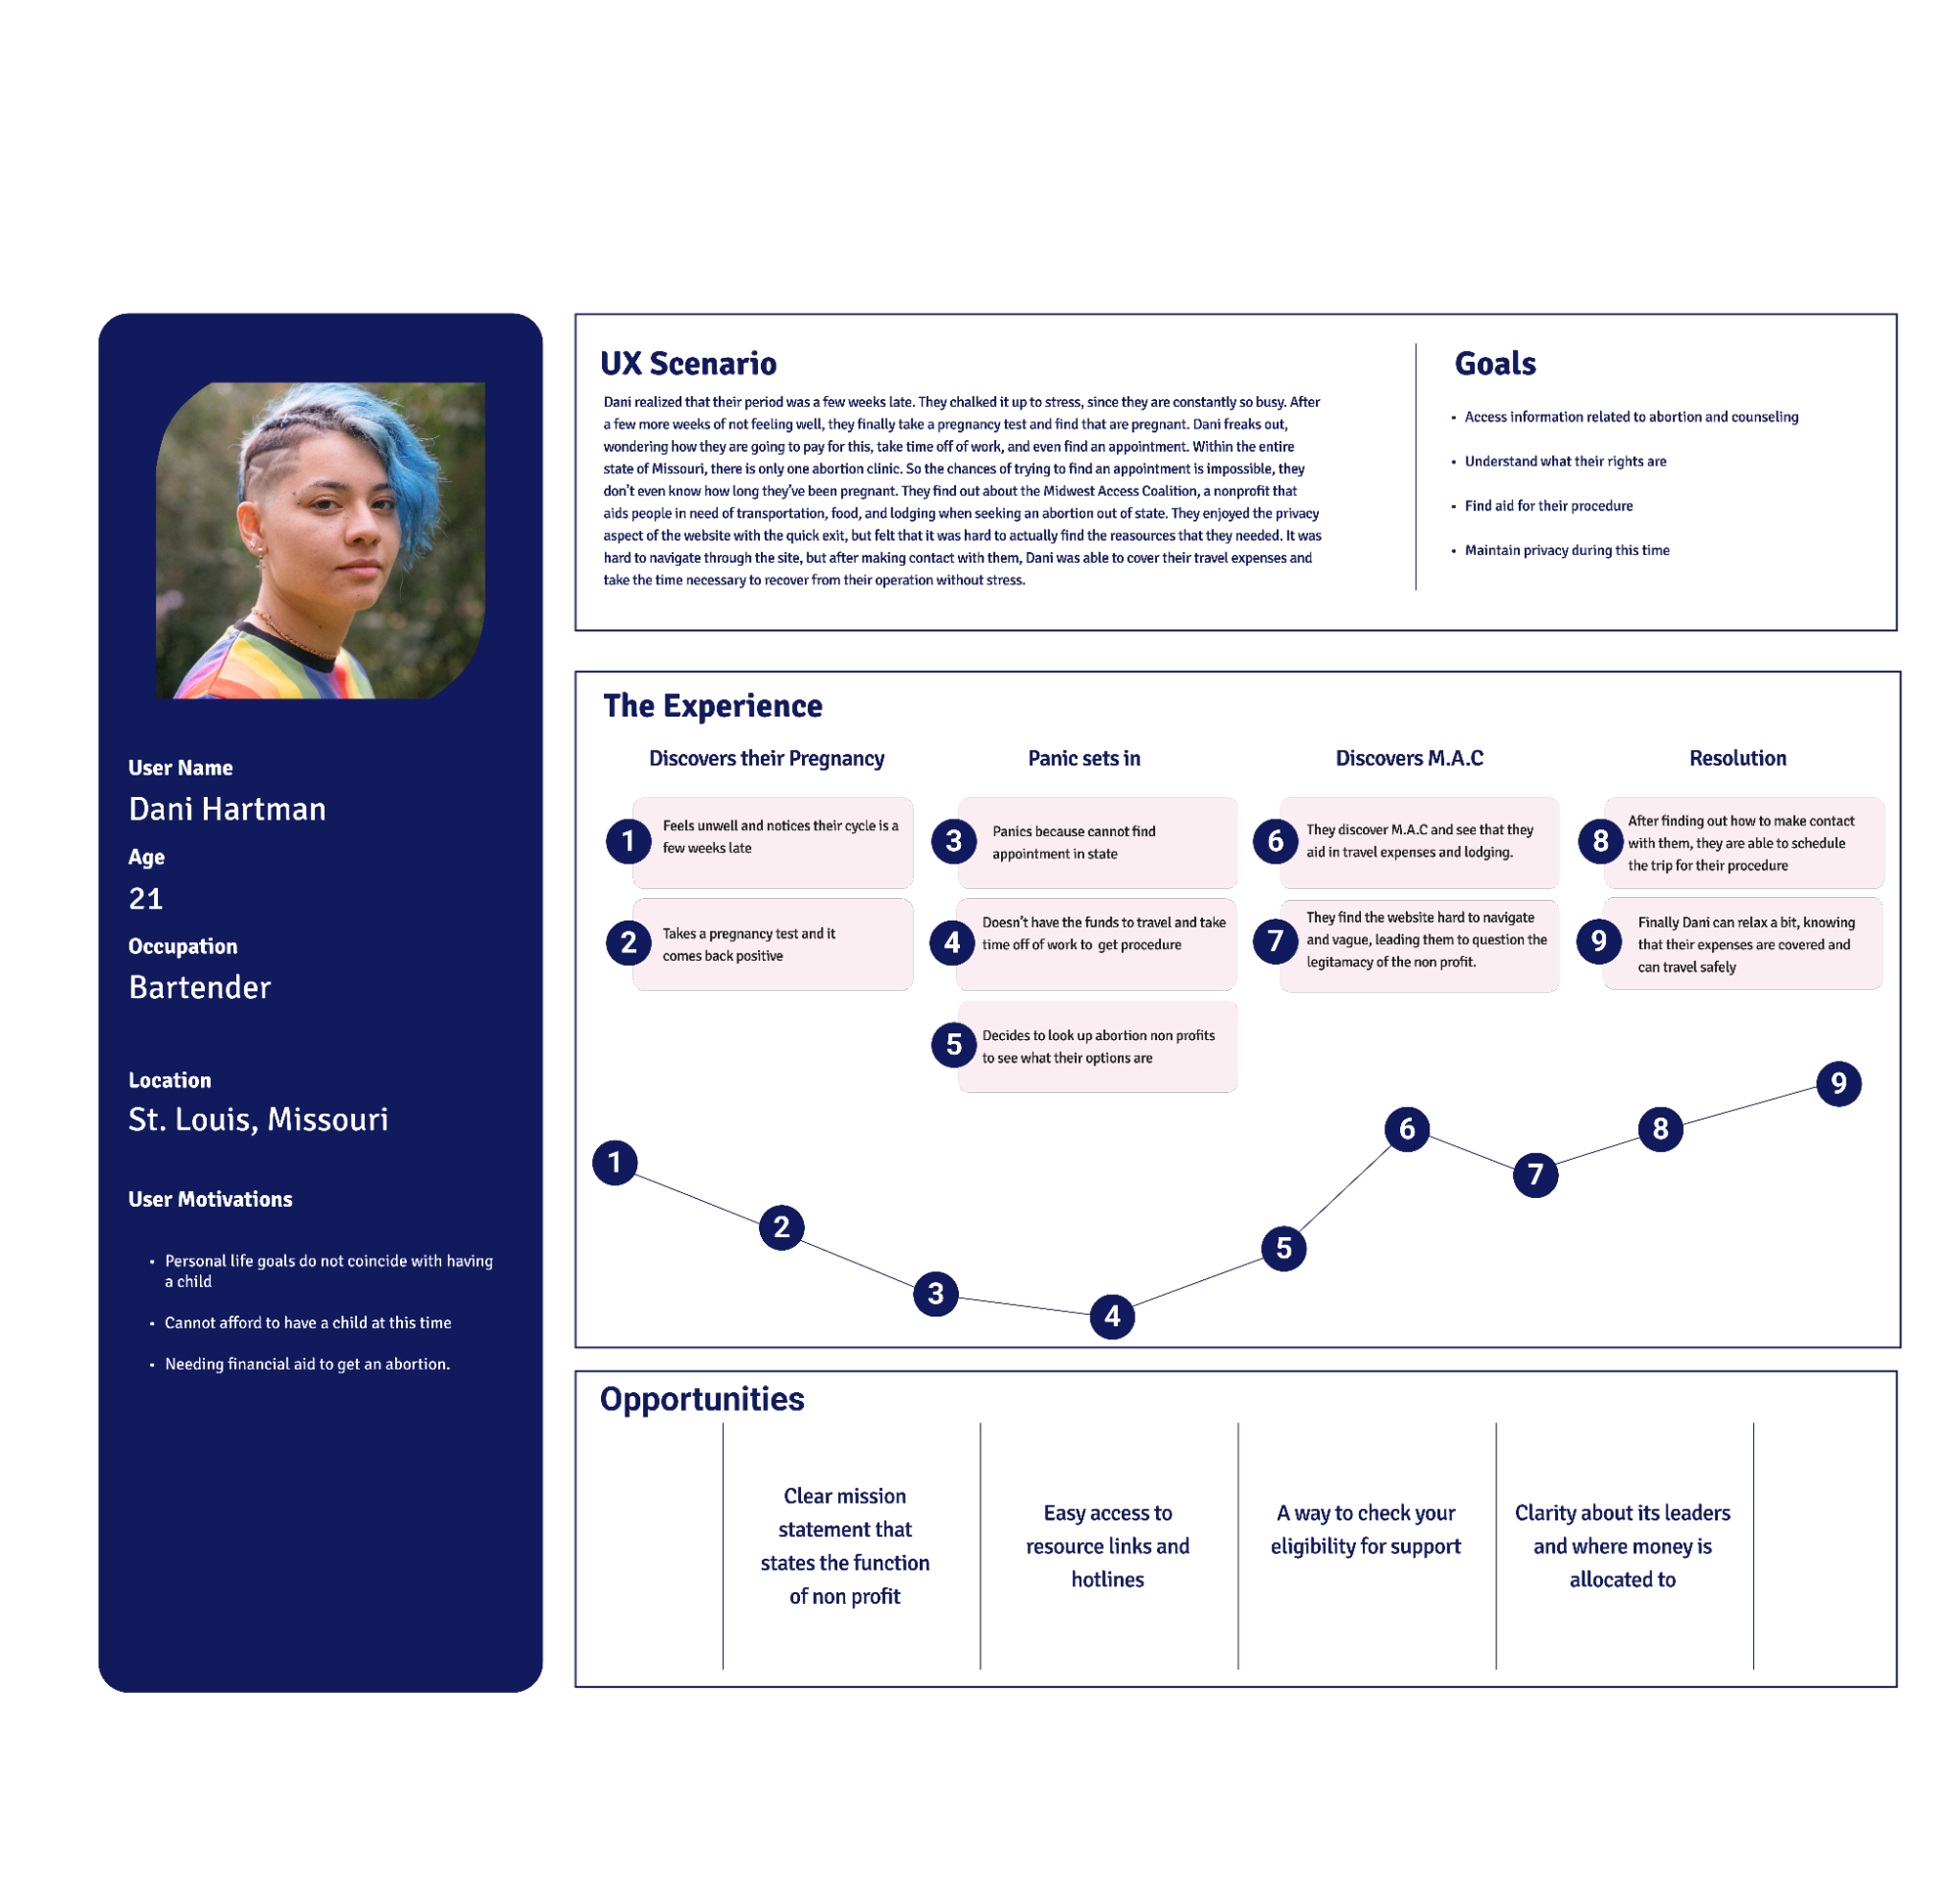 User Name
Dani Hartman
Age
21
Occupation
Bartender
Location
St. Louis, Missouri
User Motivations
• Personal life goals do not coincide with having
a child
• Cannot afford to have a child at this time
• Needing financial aid to get an abortion.
UX Scenario
Dani realized that their period was a few weeks late. They chalked it up to stress, since they are constantly so busy. After
a few more weeks of not feeling well, they finally take a pregnancy test and find that are pregnant. Dani freaks out,
wondering how they are going to pay for this, take time off of work, and even find an appointment. Within the entire
state of Missouri, there is only one abortion clinic. So the chances of trying to find an appointment is impossible, they
don't even know how long they've been pregnant. They find out about the Midwest Access Coalition, a nonprofit that
aids people in need of transportation, food, and lodging when seeking an abortion out of state. They enjoyed the privacy
aspect of the website with the quick exit, but felt that it was hard to actually find the reasources that they needed. It was
hard to navigate through the site, but after making contact with them, Dani was able to cover their travel expenses and
take the time necessary to recover from their operation without stress.
Goals
• Access information related to abortion and counseling
• Understand what their rights are
• Find aid for their procedure
• Maintain privacy during this time
The Experience
Discovers their Pregnancy
1
Feels unwell and notices their cycle is a
few weeks late
2
Takes a pregnancy test and it
comes back positive
Panic sets in
3
Panics because cannot find
appointment in state
4
Doesn't have the funds to travel and take
time off of work to get procedure
5
Decides to look up abortion non profits
to see what their options are
Discovers M.A.C
6
They discover M.A.C and see that they
aid in travel expenses and lodging.
7
They find the website hard to navigate
and vague, leading them to question the
legitamacy of the non profit.
Resolution
8
After finding out how to make contact
with them, they are able to schedule
the trip for their procedure
9
Finally Dani can relax a bit, knowing
that their expenses are covered and
can travel safely
1
2
3
4
5
6
7
8
9
Opportunities
Clear mission
statement that
states the function
of non profit
Easy access to
resource links and
hotlines
A way to check your
eligibility for support
Clarity about its leaders
and where money is
allocated to